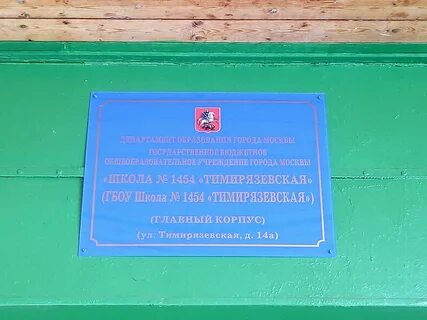 ДЕПАРТАМЕНТ ОБРАЗОВАНИЯ ГОРОДА МОСКВЫ
ГОСУДАРСТВЕННОЕ БЮДЖЕТНОЕ
ОБЩЕОБРАЗОВАТЕЛЬНОЕ УЧРЕЖДЕНИЕ ГОРОДА МОСКВЫ
«ШКОЛА № 1454 «ТИМИРЯЗЕВСКАЯ»
(ГБОУ Школа № 1454 «ТИМИРЯЗЕВСКАЯ»)
(ГЛАВНЫЙ КОРПУС)
(ул. Тимирязевская, д. 14а)